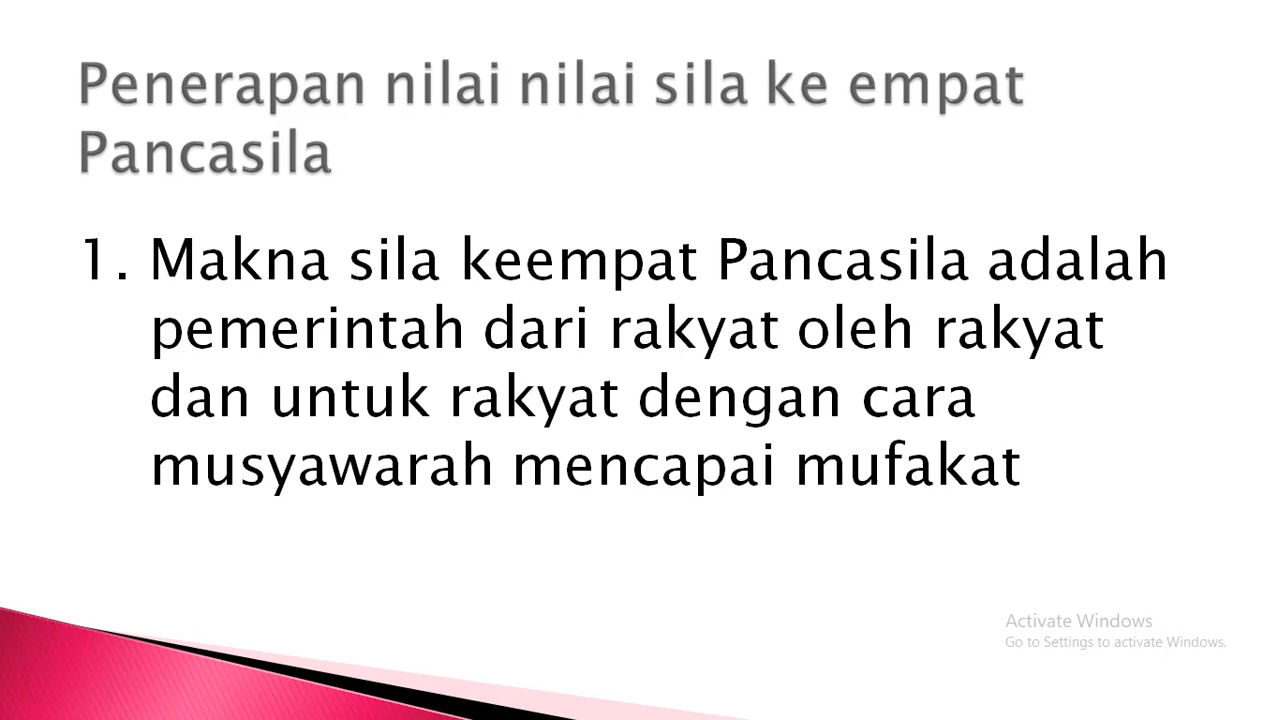 Penerapan nilai nilai sila ke empat
Pancasila
1. Makna sila keempat Pancasila adalah
pemerintah dari rakyat oleh rakyat
dan untuk rakyat dengan cara
musyawarah mencapai mufakat
Activate Windows
Go to Settings to activate Windows.